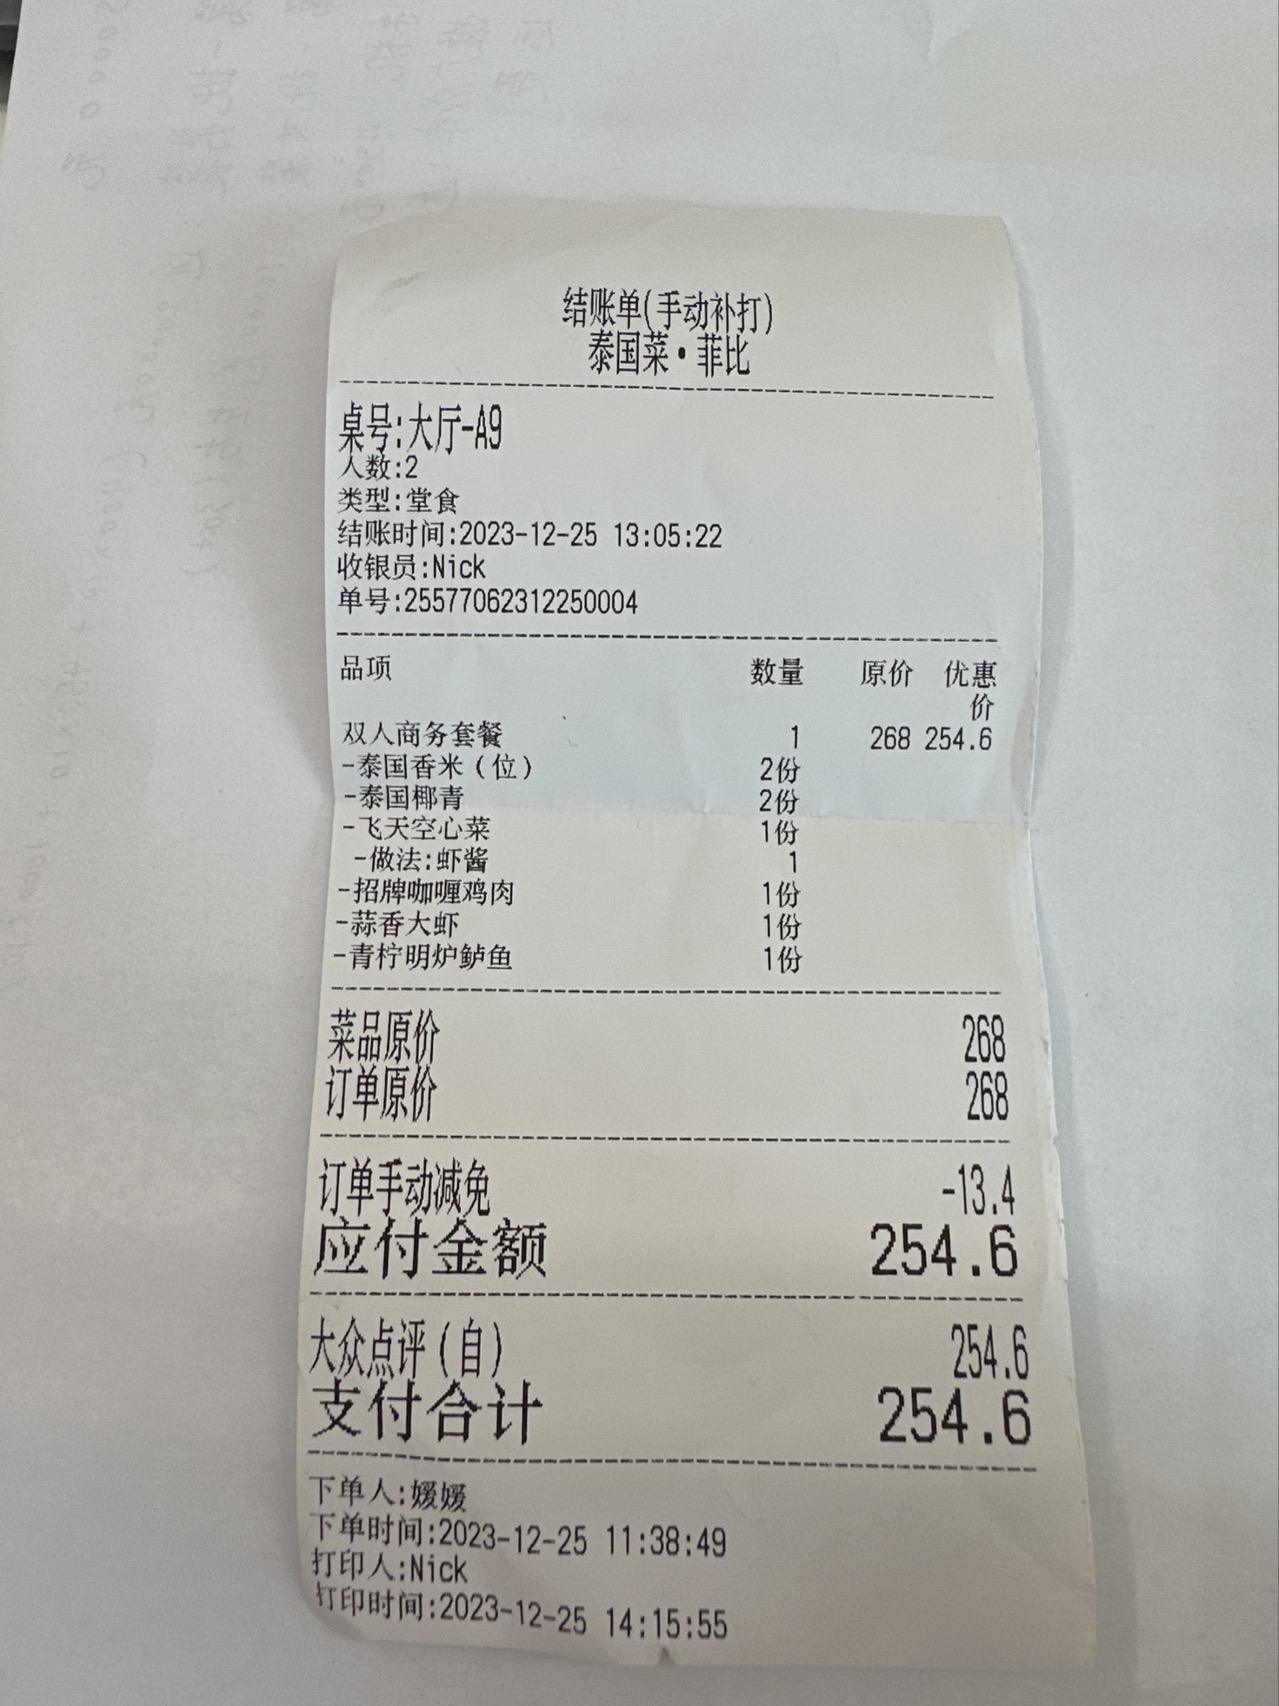 结账单(手动补打)
泰国菜•菲比
桌号:大厅-A9
人数:2
类型:堂食
结账时间:2023-12-25 13:05:22
收银员:Nick
单号:25577062312250004
品项 数量 原价 优惠价
双人商务套餐 1 268 254.6
-泰国香米(位) 2份
-泰国椰青 2份
-飞天空心菜 1份
-做法:虾酱 1
-招牌咖喱鸡肉 1份
-蒜香大虾 1份
-青柠明炉鲈鱼 1份
菜品原价 268
订单原价 268
订单手动减免 -13.4
应付金额 254.6
大众点评(自) 254.6
支付合计 254.6
下单人:媛媛
下单时间:2023-12-25 11:38:49
打印人:Nick
打印时间:2023-12-25 14:15:55